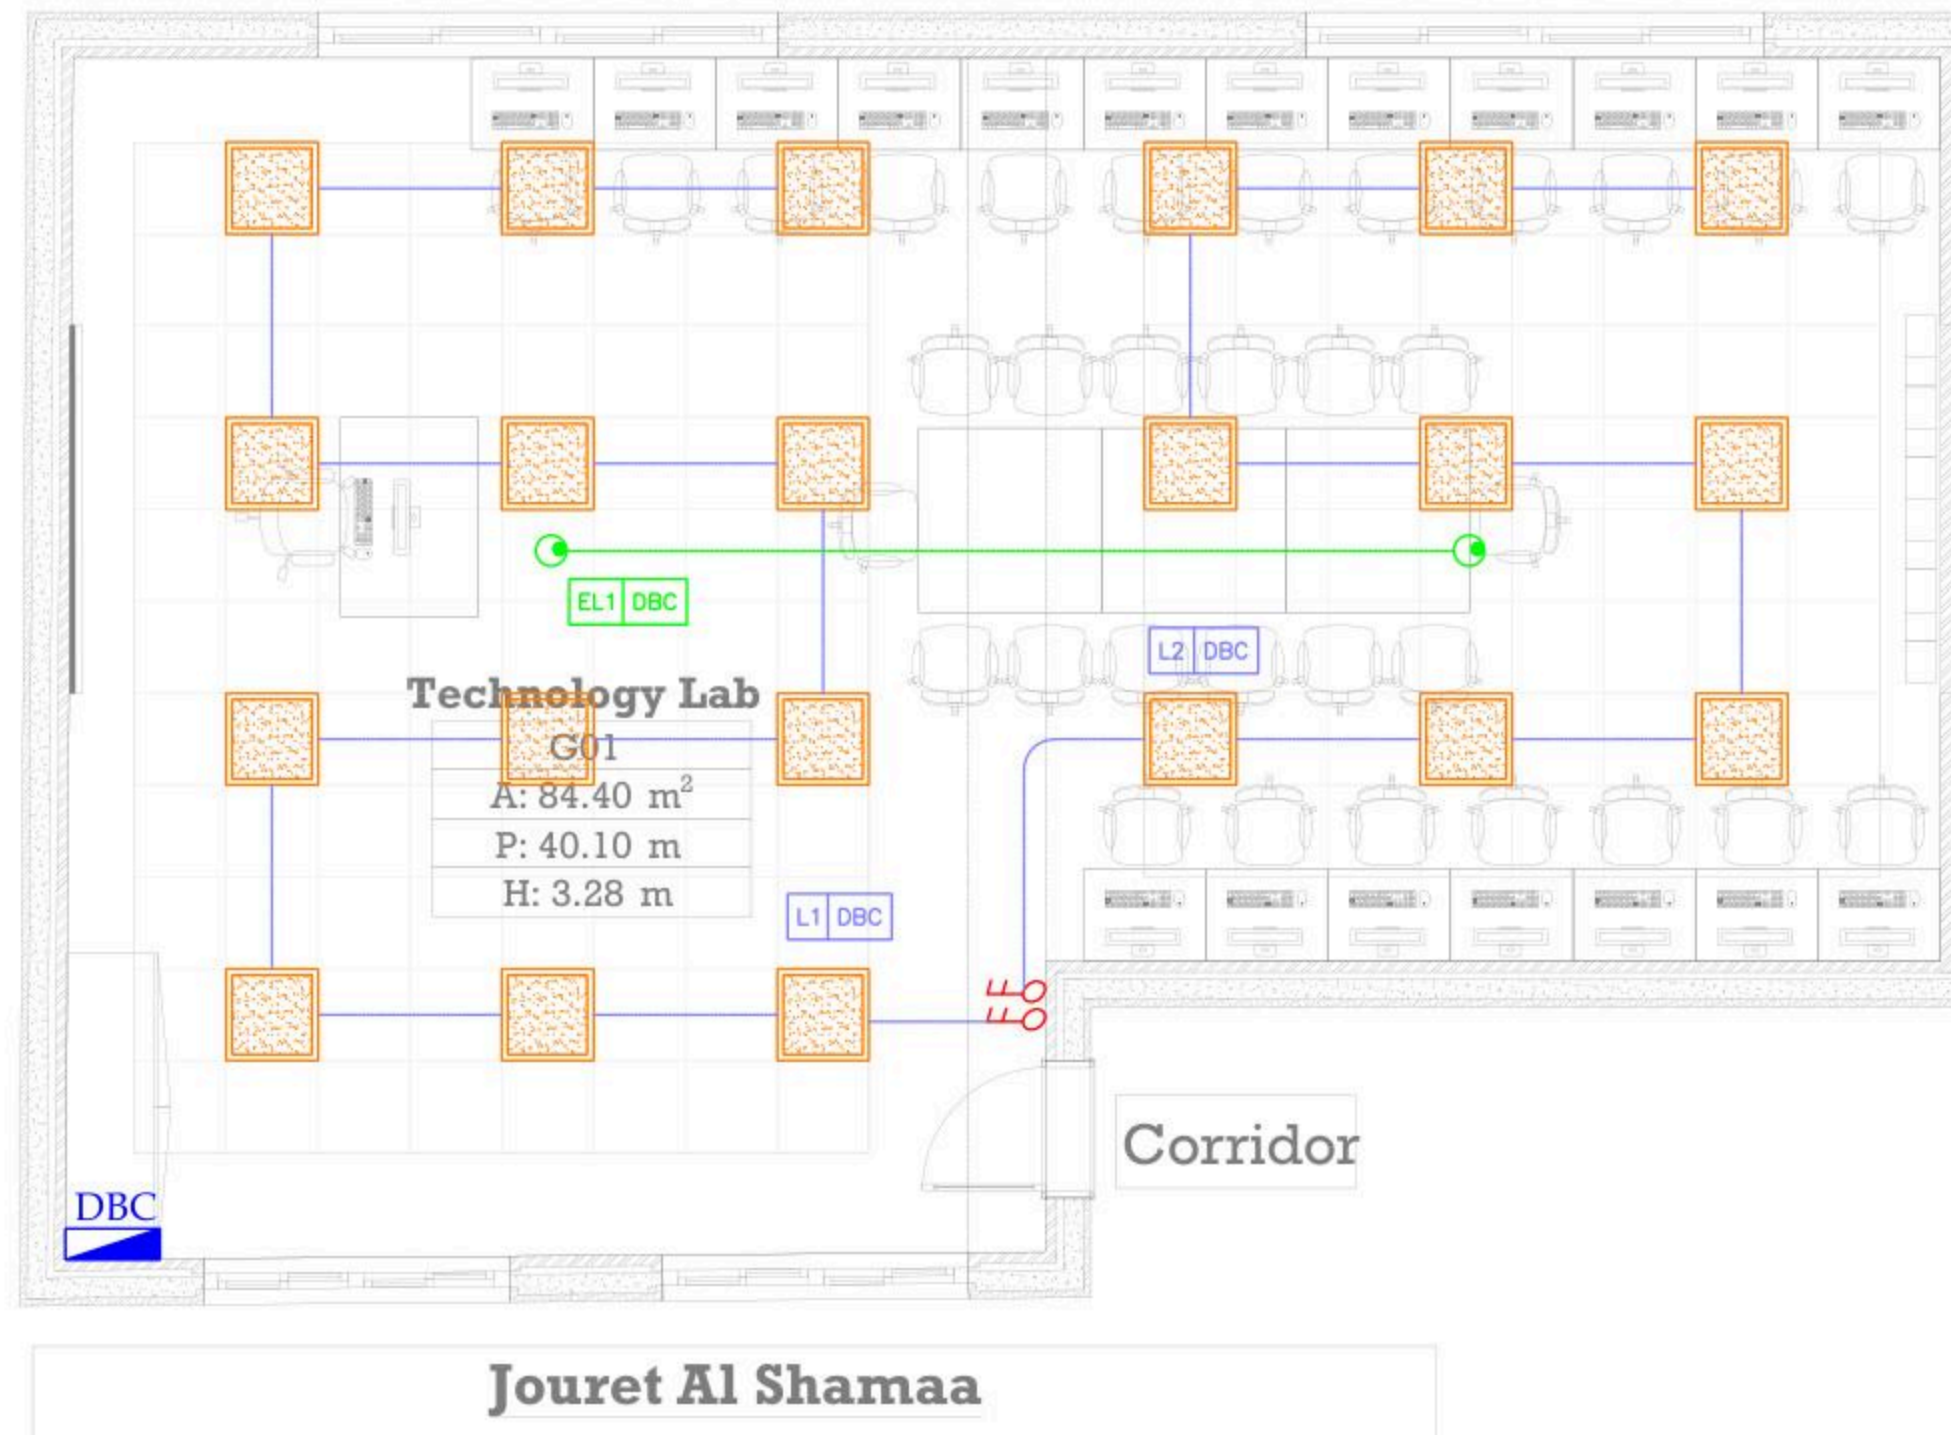 EL1 DBC
L2 DBC
Technology Lab
G01
A: 84.40 m²
P: 40.10 m
H: 3.28 m
L1 DBC
Corridor
DBC
Jouret Al Shamaa